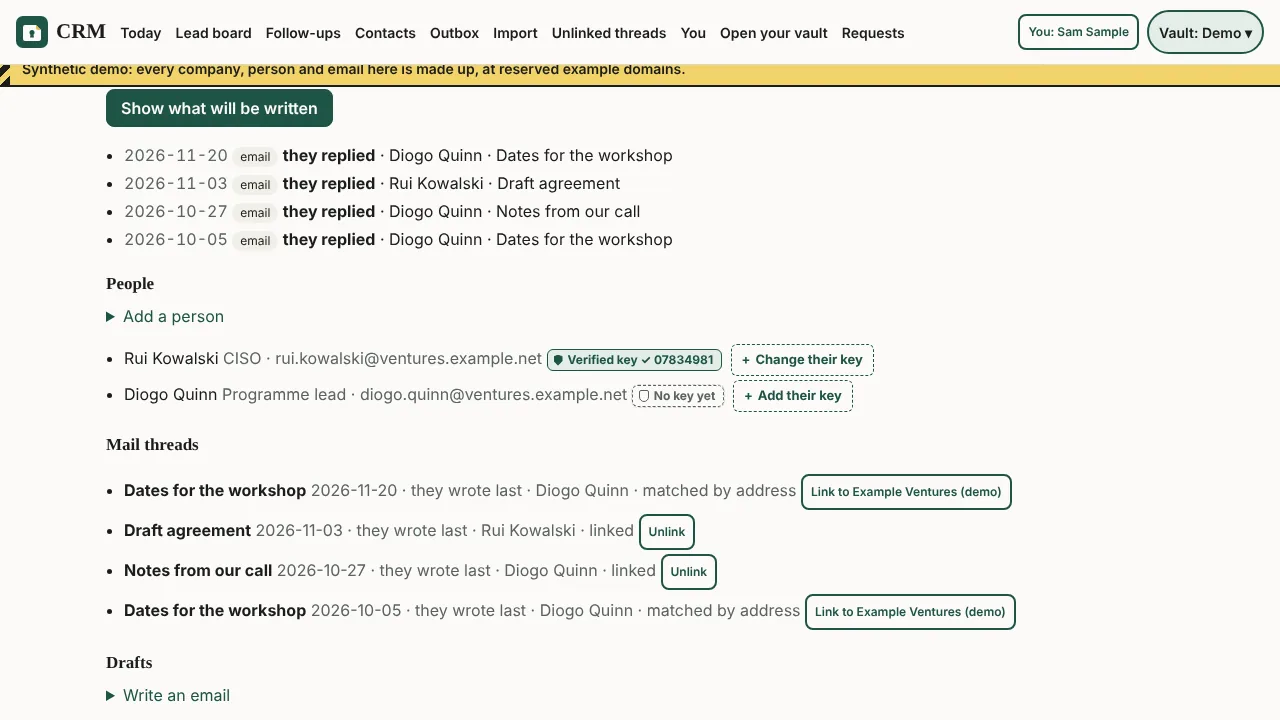 CRM Today Lead board Follow-ups Contacts Outbox Import Unlinked threads You Open your vault Requests You: Sam Sample Vault: Demo ▾
Synthetic demo: every company, person and email here is made up, at reserved example domains.
Show what will be written
• 2026-11-20 email they replied · Diogo Quinn · Dates for the workshop
• 2026-11-03 email they replied · Rui Kowalski · Draft agreement
• 2026-10-27 email they replied · Diogo Quinn · Notes from our call
• 2026-10-05 email they replied · Diogo Quinn · Dates for the workshop
People
▶ Add a person
• Rui Kowalski CISO · rui.kowalski@ventures.example.net Verified key ✓ 07834981 + Change their key
• Diogo Quinn Programme lead · diogo.quinn@ventures.example.net No key yet + Add their key
Mail threads
• Dates for the workshop 2026-11-20 · they wrote last · Diogo Quinn · matched by address Link to Example Ventures (demo)
• Draft agreement 2026-11-03 · they wrote last · Rui Kowalski · linked Unlink
• Notes from our call 2026-10-27 · they wrote last · Diogo Quinn · linked Unlink
• Dates for the workshop 2026-10-05 · they wrote last · Diogo Quinn · matched by address Link to Example Ventures (demo)
Drafts
▶ Write an email